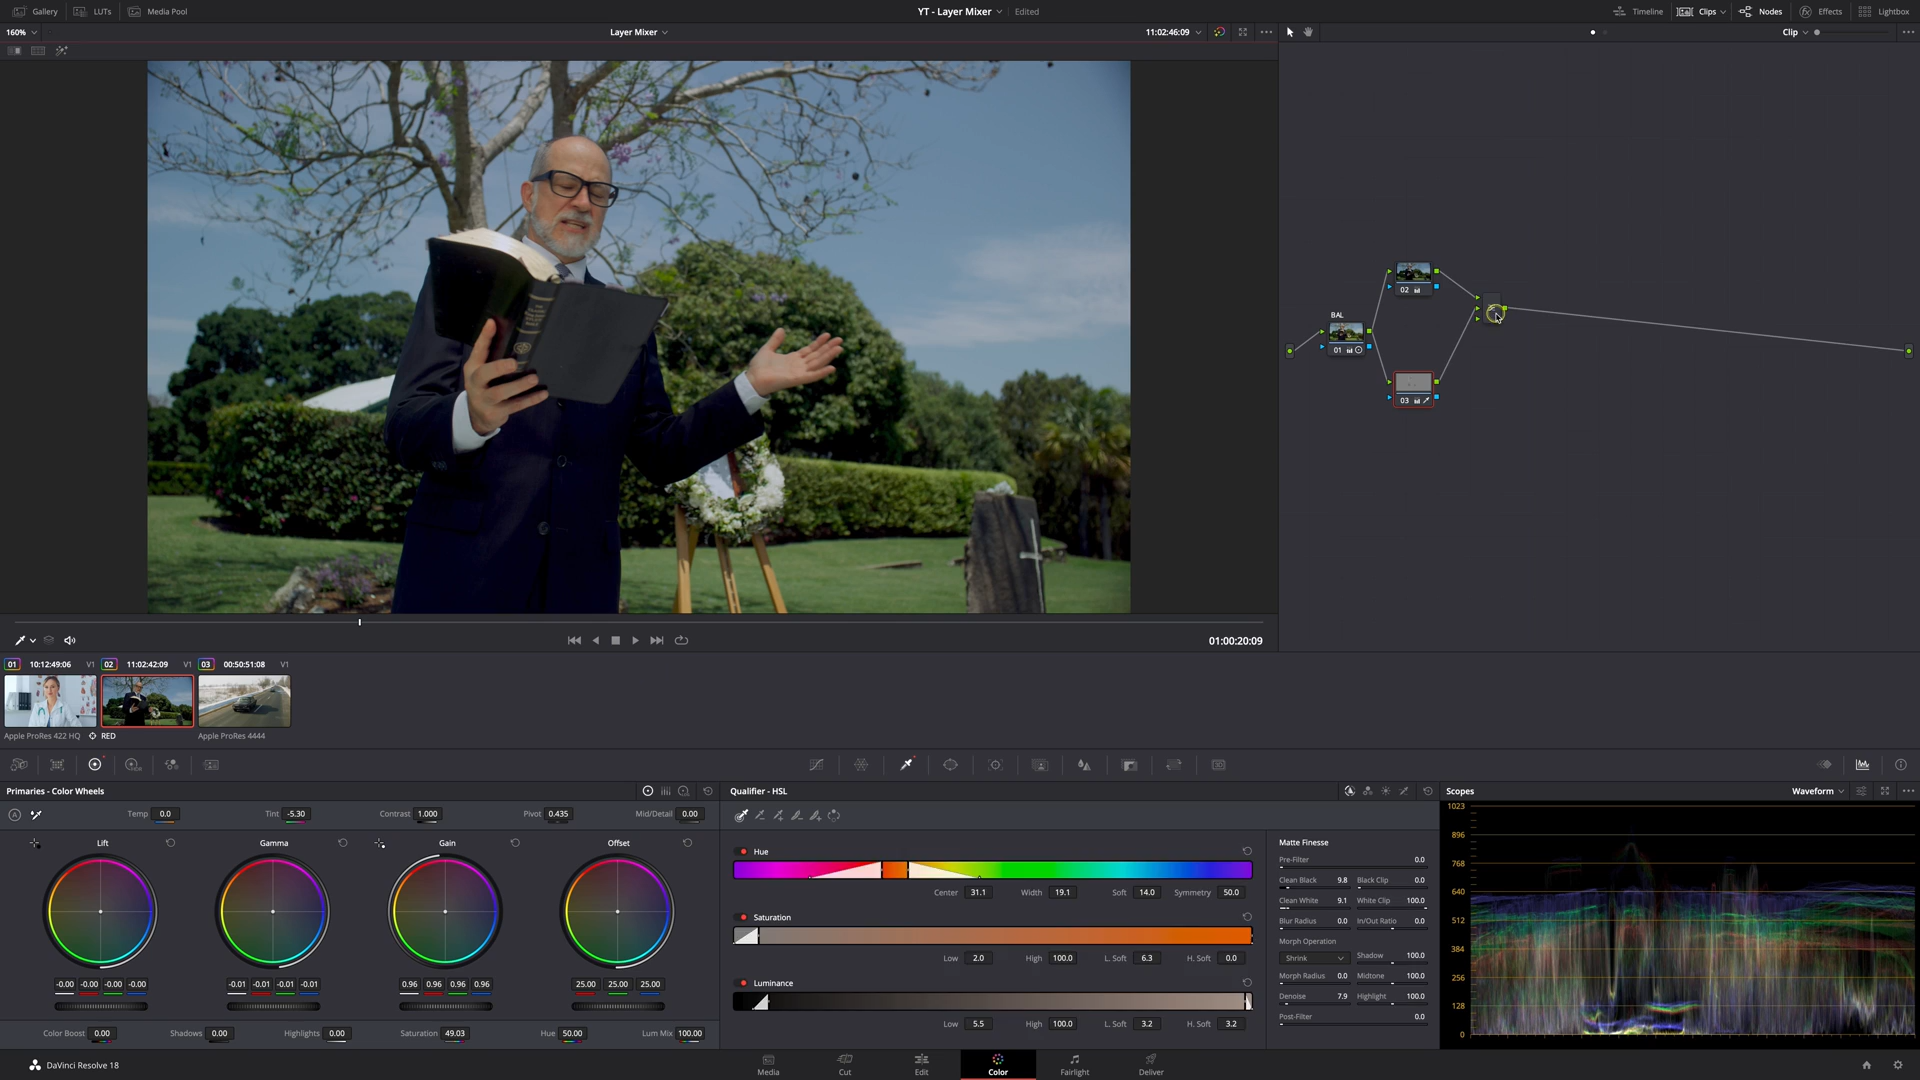 Gallery LUTs Media Pool YT - Layer Mixer Edited Timeline Clips Nodes Effects Lightbox
160% Layer Mixer 11:02:46:09 Clip
02
BAL
01
03
01:00:20:09
01 10:12:49:06 V1 02 11:02:42:09 V1 03 00:50:51:08 V1
Apple ProRes 422 HQ RED Apple ProRes 4444
Primaries - Color Wheels Qualifier - HSL Scopes Waveform
Temp 0.0 Tint -5.30 Contrast 1.000 Pivot 0.435 Mid/Detail 0.00
Lift Gamma Gain Offset
-0.00 -0.00 -0.00 -0.00 -0.01 -0.01 -0.01 -0.01 0.96 0.96 0.96 0.96 25.00 25.00 25.00
Color Boost 0.00 Shadows 0.00 Highlights 0.00 Saturation 49.03 Hue 50.00 Lum Mix 100.00
Hue
Center 31.1 Width 19.1 Soft 14.0 Symmetry 50.0
Saturation
Low 2.0 High 100.0 L. Soft 6.3 H. Soft 0.0
Luminance
Low 5.5 High 100.0 L. Soft 3.2 H. Soft 3.2
Matte Finesse
Pre-Filter 0.0
Clean Black 9.8 Black Clip 0.0
Clean White 9.1 White Clip 100.0
Blur Radius 0.0 In/Out Ratio 0.0
Morph Operation
Shrink Shadow 100.0
Morph Radius 0.0 Midtone 100.0
Denoise 7.9 Highlight 100.0
Post-Filter 0.0
1023
896
768
640
512
384
256
128
0
DaVinci Resolve 18 Media Cut Edit Color Fairlight Deliver